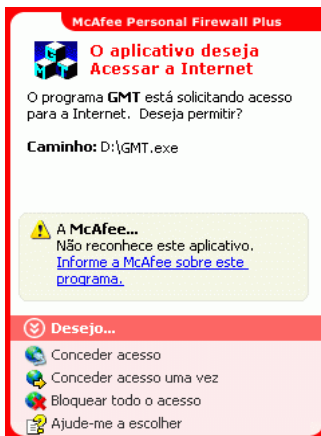 McAfee Personal Firewall Plus
GMT
O aplicativo deseja
Acessar a Internet
O programa GMT está solicitando acesso
para a Internet. Deseja permitir?
Caminho: D:\GMT.exe
A McAfee...
Não reconhece este aplicativo.
Informe a McAfee sobre este
programa.
Desejo...
Conceder acesso
Conceder acesso uma vez
Bloquear todo o acesso
Ajude-me a escolher